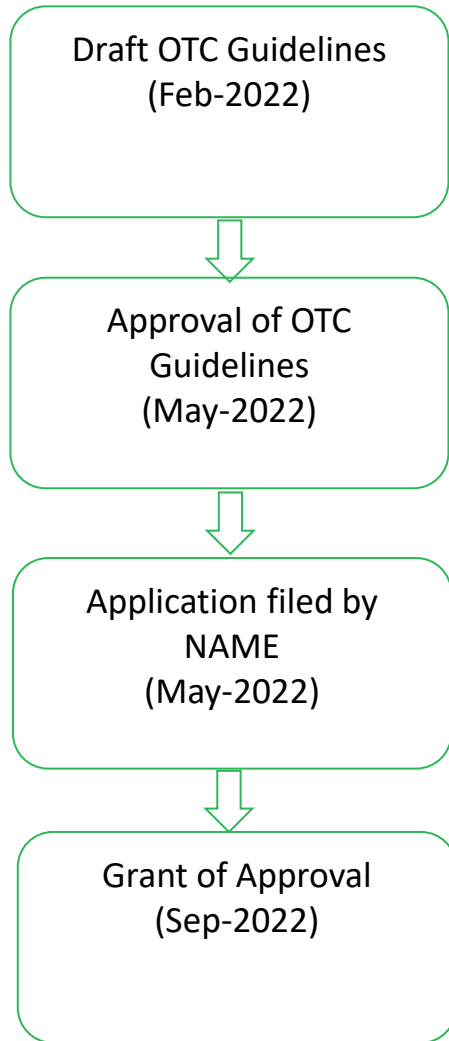 Draft OTC Guidelines
(Feb-2022)
Approval of OTC
Guidelines
(May-2022)
Application filed by
NAME
(May-2022)
Grant of Approval
(Sep-2022)